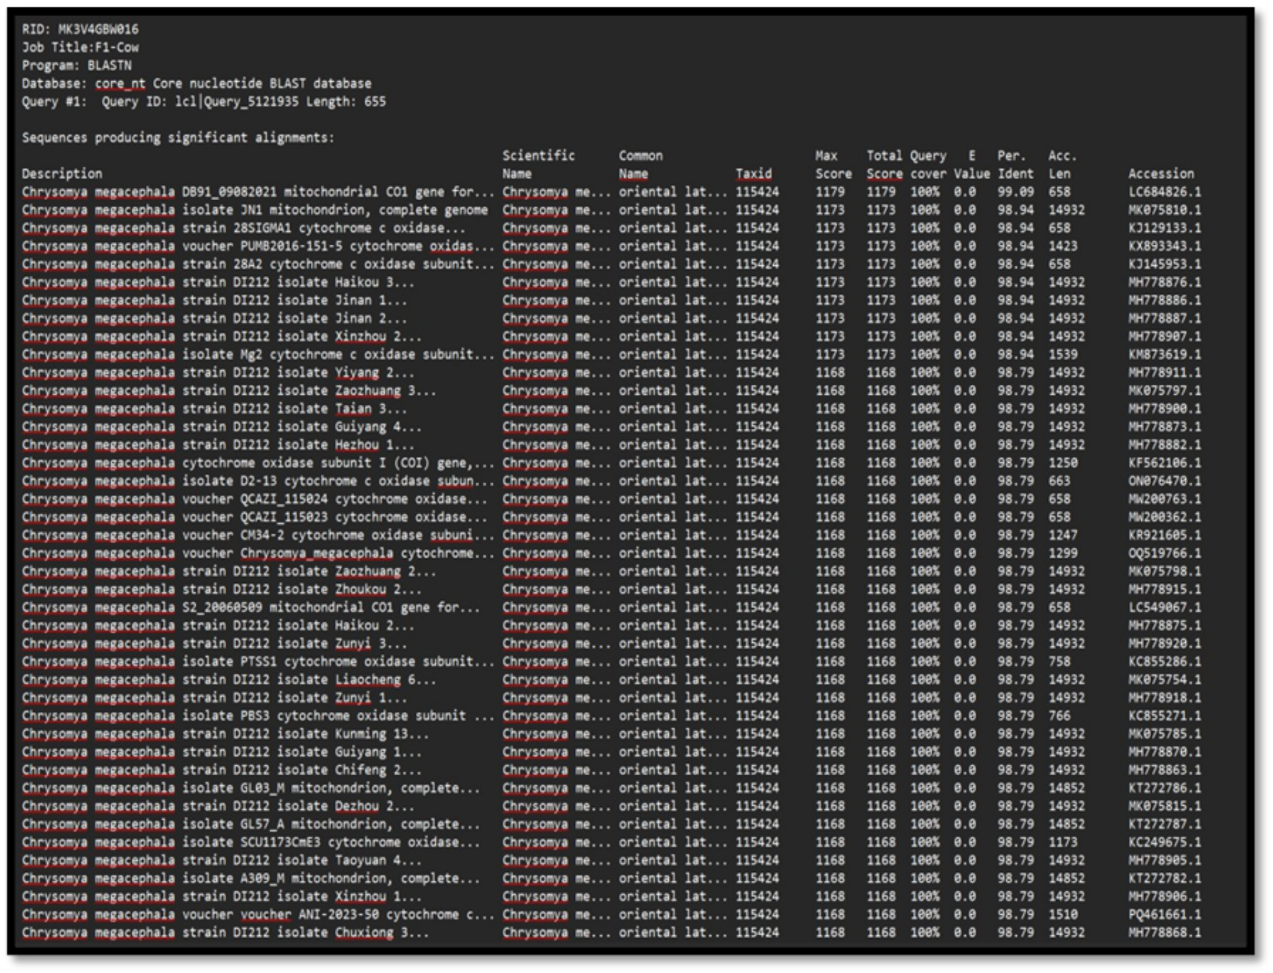 RID: MK3V4GBW016
Job Title:F1-Cow
Program: BLASTN
Database: core_nt Core nucleotide BLAST database
Query #1: Query ID: lcl|Query_5121935 Length: 655
Sequences producing significant alignments:
Scientific Common Max Total Query E Per. Acc.
Description Name Name Taxid Score Score cover Value Ident Len Accession
Chrysomya megacephala DB91_09082021 mitochondrial CO1 gene for... Chrysomya me... oriental lat... 115424 1179 1179 100% 0.0 99.09 658 LC684826.1
Chrysomya megacephala isolate JN1 mitochondrion, complete genome Chrysomya me... oriental lat... 115424 1173 1173 100% 0.0 98.94 14932 MK075810.1
Chrysomya megacephala strain 28SIGMA1 cytochrome c oxidase... Chrysomya me... oriental lat... 115424 1173 1173 100% 0.0 98.94 658 KJ129133.1
Chrysomya megacephala voucher PUMB2016-151-5 cytochrome oxidas... Chrysomya me... oriental lat... 115424 1173 1173 100% 0.0 98.94 1423 KX893343.1
Chrysomya megacephala strain 28A2 cytochrome c oxidase subunit... Chrysomya me... oriental lat... 115424 1173 1173 100% 0.0 98.94 658 KJ145953.1
Chrysomya megacephala strain DI212 isolate Haikou 3... Chrysomya me... oriental lat... 115424 1173 1173 100% 0.0 98.94 14932 MH778876.1
Chrysomya megacephala strain DI212 isolate Jinan 1... Chrysomya me... oriental lat... 115424 1173 1173 100% 0.0 98.94 14932 MH778886.1
Chrysomya megacephala strain DI212 isolate Jinan 2... Chrysomya me... oriental lat... 115424 1173 1173 100% 0.0 98.94 14932 MH778887.1
Chrysomya megacephala strain DI212 isolate Xinzhou 2... Chrysomya me... oriental lat... 115424 1173 1173 100% 0.0 98.94 14932 MH778907.1
Chrysomya megacephala isolate Mg2 cytochrome c oxidase subunit... Chrysomya me... oriental lat... 115424 1173 1173 100% 0.0 98.94 1539 KM873619.1
Chrysomya megacephala strain DI212 isolate Yiyang 2... Chrysomya me... oriental lat... 115424 1168 1168 100% 0.0 98.79 14932 MH778911.1
Chrysomya megacephala strain DI212 isolate Zaozhuang 3... Chrysomya me... oriental lat... 115424 1168 1168 100% 0.0 98.79 14932 MK075797.1
Chrysomya megacephala strain DI212 isolate Taian 3... Chrysomya me... oriental lat... 115424 1168 1168 100% 0.0 98.79 14932 MH778900.1
Chrysomya megacephala strain DI212 isolate Guiyang 4... Chrysomya me... oriental lat... 115424 1168 1168 100% 0.0 98.79 14932 MH778873.1
Chrysomya megacephala strain DI212 isolate Hezhou 1... Chrysomya me... oriental lat... 115424 1168 1168 100% 0.0 98.79 14932 MH778882.1
Chrysomya megacephala cytochrome oxidase subunit I (COI) gene,... Chrysomya me... oriental lat... 115424 1168 1168 100% 0.0 98.79 1250 KF562106.1
Chrysomya megacephala isolate D2-13 cytochrome c oxidase subun... Chrysomya me... oriental lat... 115424 1168 1168 100% 0.0 98.79 663 ON076470.1
Chrysomya megacephala voucher QCAZI_115024 cytochrome oxidase... Chrysomya me... oriental lat... 115424 1168 1168 100% 0.0 98.79 658 MW200763.1
Chrysomya megacephala voucher QCAZI_115023 cytochrome oxidase... Chrysomya me... oriental lat... 115424 1168 1168 100% 0.0 98.79 658 MW200362.1
Chrysomya megacephala voucher CM34-2 cytochrome oxidase subuni... Chrysomya me... oriental lat... 115424 1168 1168 100% 0.0 98.79 1247 KR921605.1
Chrysomya megacephala voucher Chrysomya_megacephala cytochrome... Chrysomya me... oriental lat... 115424 1168 1168 100% 0.0 98.79 1299 OQ519766.1
Chrysomya megacephala strain DI212 isolate Zaozhuang 2... Chrysomya me... oriental lat... 115424 1168 1168 100% 0.0 98.79 14932 MK075798.1
Chrysomya megacephala strain DI212 isolate Zhoukou 2... Chrysomya me... oriental lat... 115424 1168 1168 100% 0.0 98.79 14932 MH778915.1
Chrysomya megacephala S2_20060509 mitochondrial CO1 gene for... Chrysomya me... oriental lat... 115424 1168 1168 100% 0.0 98.79 658 LC549067.1
Chrysomya megacephala strain DI212 isolate Haikou 2... Chrysomya me... oriental lat... 115424 1168 1168 100% 0.0 98.79 14932 MH778875.1
Chrysomya megacephala strain DI212 isolate Zunyi 3... Chrysomya me... oriental lat... 115424 1168 1168 100% 0.0 98.79 14932 MH778920.1
Chrysomya megacephala isolate PTSS1 cytochrome oxidase subunit... Chrysomya me... oriental lat... 115424 1168 1168 100% 0.0 98.79 758 KC855286.1
Chrysomya megacephala strain DI212 isolate Liaocheng 6... Chrysomya me... oriental lat... 115424 1168 1168 100% 0.0 98.79 14932 MK075754.1
Chrysomya megacephala strain DI212 isolate Zunyi 1... Chrysomya me... oriental lat... 115424 1168 1168 100% 0.0 98.79 14932 MH778918.1
Chrysomya megacephala isolate PBS3 cytochrome oxidase subunit ... Chrysomya me... oriental lat... 115424 1168 1168 100% 0.0 98.79 766 KC855271.1
Chrysomya megacephala strain DI212 isolate Kunming 13... Chrysomya me... oriental lat... 115424 1168 1168 100% 0.0 98.79 14932 MK075785.1
Chrysomya megacephala strain DI212 isolate Guiyang 1... Chrysomya me... oriental lat... 115424 1168 1168 100% 0.0 98.79 14932 MH778870.1
Chrysomya megacephala strain DI212 isolate Chifeng 2... Chrysomya me... oriental lat... 115424 1168 1168 100% 0.0 98.79 14932 MH778863.1
Chrysomya megacephala isolate GL03_M mitochondrion, complete... Chrysomya me... oriental lat... 115424 1168 1168 100% 0.0 98.79 14852 KT272786.1
Chrysomya megacephala strain DI212 isolate Dezhou 2... Chrysomya me... oriental lat... 115424 1168 1168 100% 0.0 98.79 14932 MK075815.1
Chrysomya megacephala isolate GL57_A mitochondrion, complete... Chrysomya me... oriental lat... 115424 1168 1168 100% 0.0 98.79 14852 KT272787.1
Chrysomya megacephala isolate SCU1173CmE3 cytochrome oxidase... Chrysomya me... oriental lat... 115424 1168 1168 100% 0.0 98.79 1173 KC249675.1
Chrysomya megacephala strain DI212 isolate Taoyuan 4... Chrysomya me... oriental lat... 115424 1168 1168 100% 0.0 98.79 14932 MH778905.1
Chrysomya megacephala isolate A309_M mitochondrion, complete... Chrysomya me... oriental lat... 115424 1168 1168 100% 0.0 98.79 14852 KT272782.1
Chrysomya megacephala strain DI212 isolate Xinzhou 1... Chrysomya me... oriental lat... 115424 1168 1168 100% 0.0 98.79 14932 MH778906.1
Chrysomya megacephala voucher voucher ANI-2023-50 cytochrome c... Chrysomya me... oriental lat... 115424 1168 1168 100% 0.0 98.79 1510 PQ461661.1
Chrysomya megacephala strain DI212 isolate Chuxiong 3... Chrysomya me... oriental lat... 115424 1168 1168 100% 0.0 98.79 14932 MH778868.1